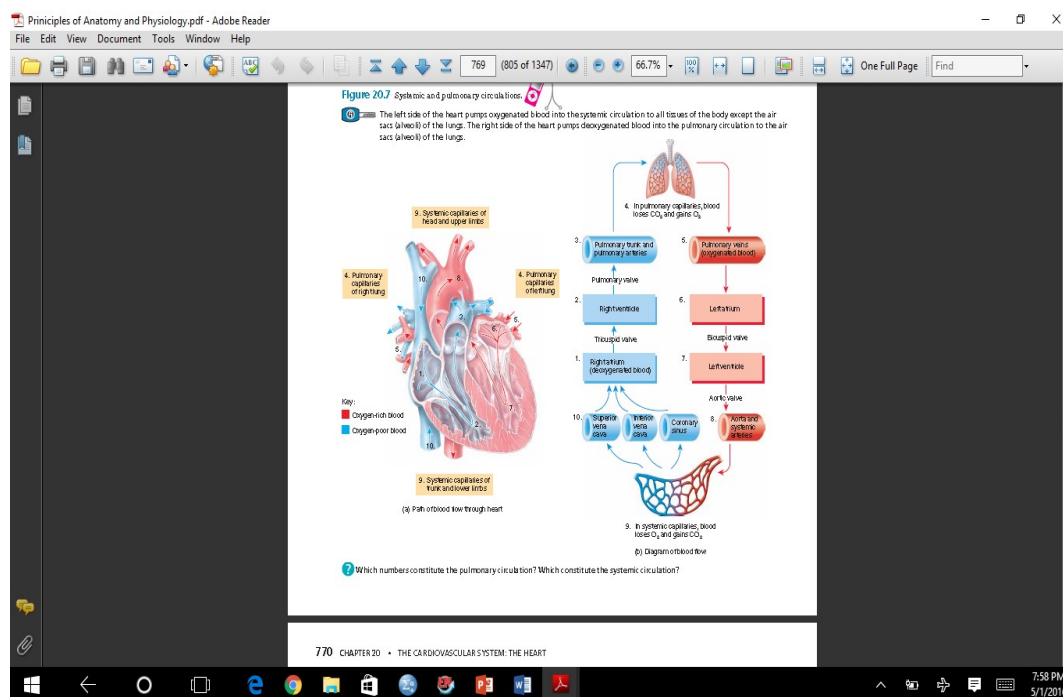 Priniciples of Anatomy and Physiology.pdf - Adobe Reader
File Edit View Document Tools Window Help
769 (805 of 1347) 66.7% One Full Page Find
Figure 20.7 Systemic and pulmonary circulations.
The left side of the heart pumps oxygenated blood into the systemic circulation to all tissues of the body except the air
sacs (alveoli) of the lungs. The right side of the heart pumps deoxygenated blood into the pulmonary circulation to the air
sacs (alveoli) of the lungs.
9. Systemic capillaries of
head and upper limbs
4. Pulmonary
capillaries
of right lung
4. Pulmonary
capillaries
of left lung
10.
8.
3.
5.
6.
5.
1.
7.
2.
10.
Key:
Oxygen-rich blood
Oxygen-poor blood
9. Systemic capillaries of
trunk and lower limbs
(a) Path of blood flow through heart
4. In pulmonary capillaries, blood
loses CO₂ and gains O₂
3. Pulmonary trunk and
pulmonary arteries
5. Pulmonary veins
(oxygenated blood)
Pulmonary valve
2. Right ventricle
6. Left atrium
Tricuspid valve
Bicuspid valve
1. Right atrium
(deoxygenated blood)
7. Left ventricle
Aortic valve
10. Superior
vena
cava
Inferior
vena
cava
Coronary
sinus
8. Aorta and
systemic
arteries
9. In systemic capillaries, blood
loses O₂ and gains CO₂
(b) Diagram of blood flow
? Which numbers constitute the pulmonary circulation? Which constitute the systemic circulation?
770 CHAPTER 20 • THE CARDIOVASCULAR SYSTEM: THE HEART
7:58 PM